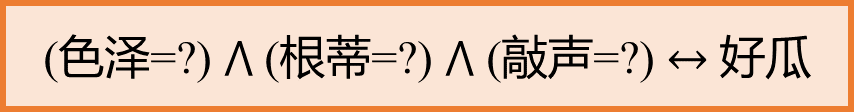 (色泽=?) ∧ (根蒂=?) ∧ (敲声=?) ↔ 好瓜